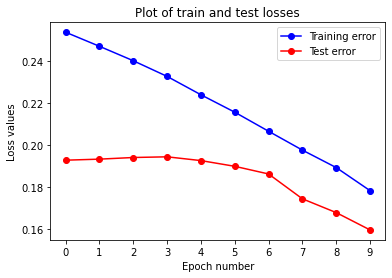 Plot of train and test losses
Training error
Test error
Loss values
0.24
0.22
0.20
0.18
0.16
0 1 2 3 4 5 6 7 8 9
Epoch number